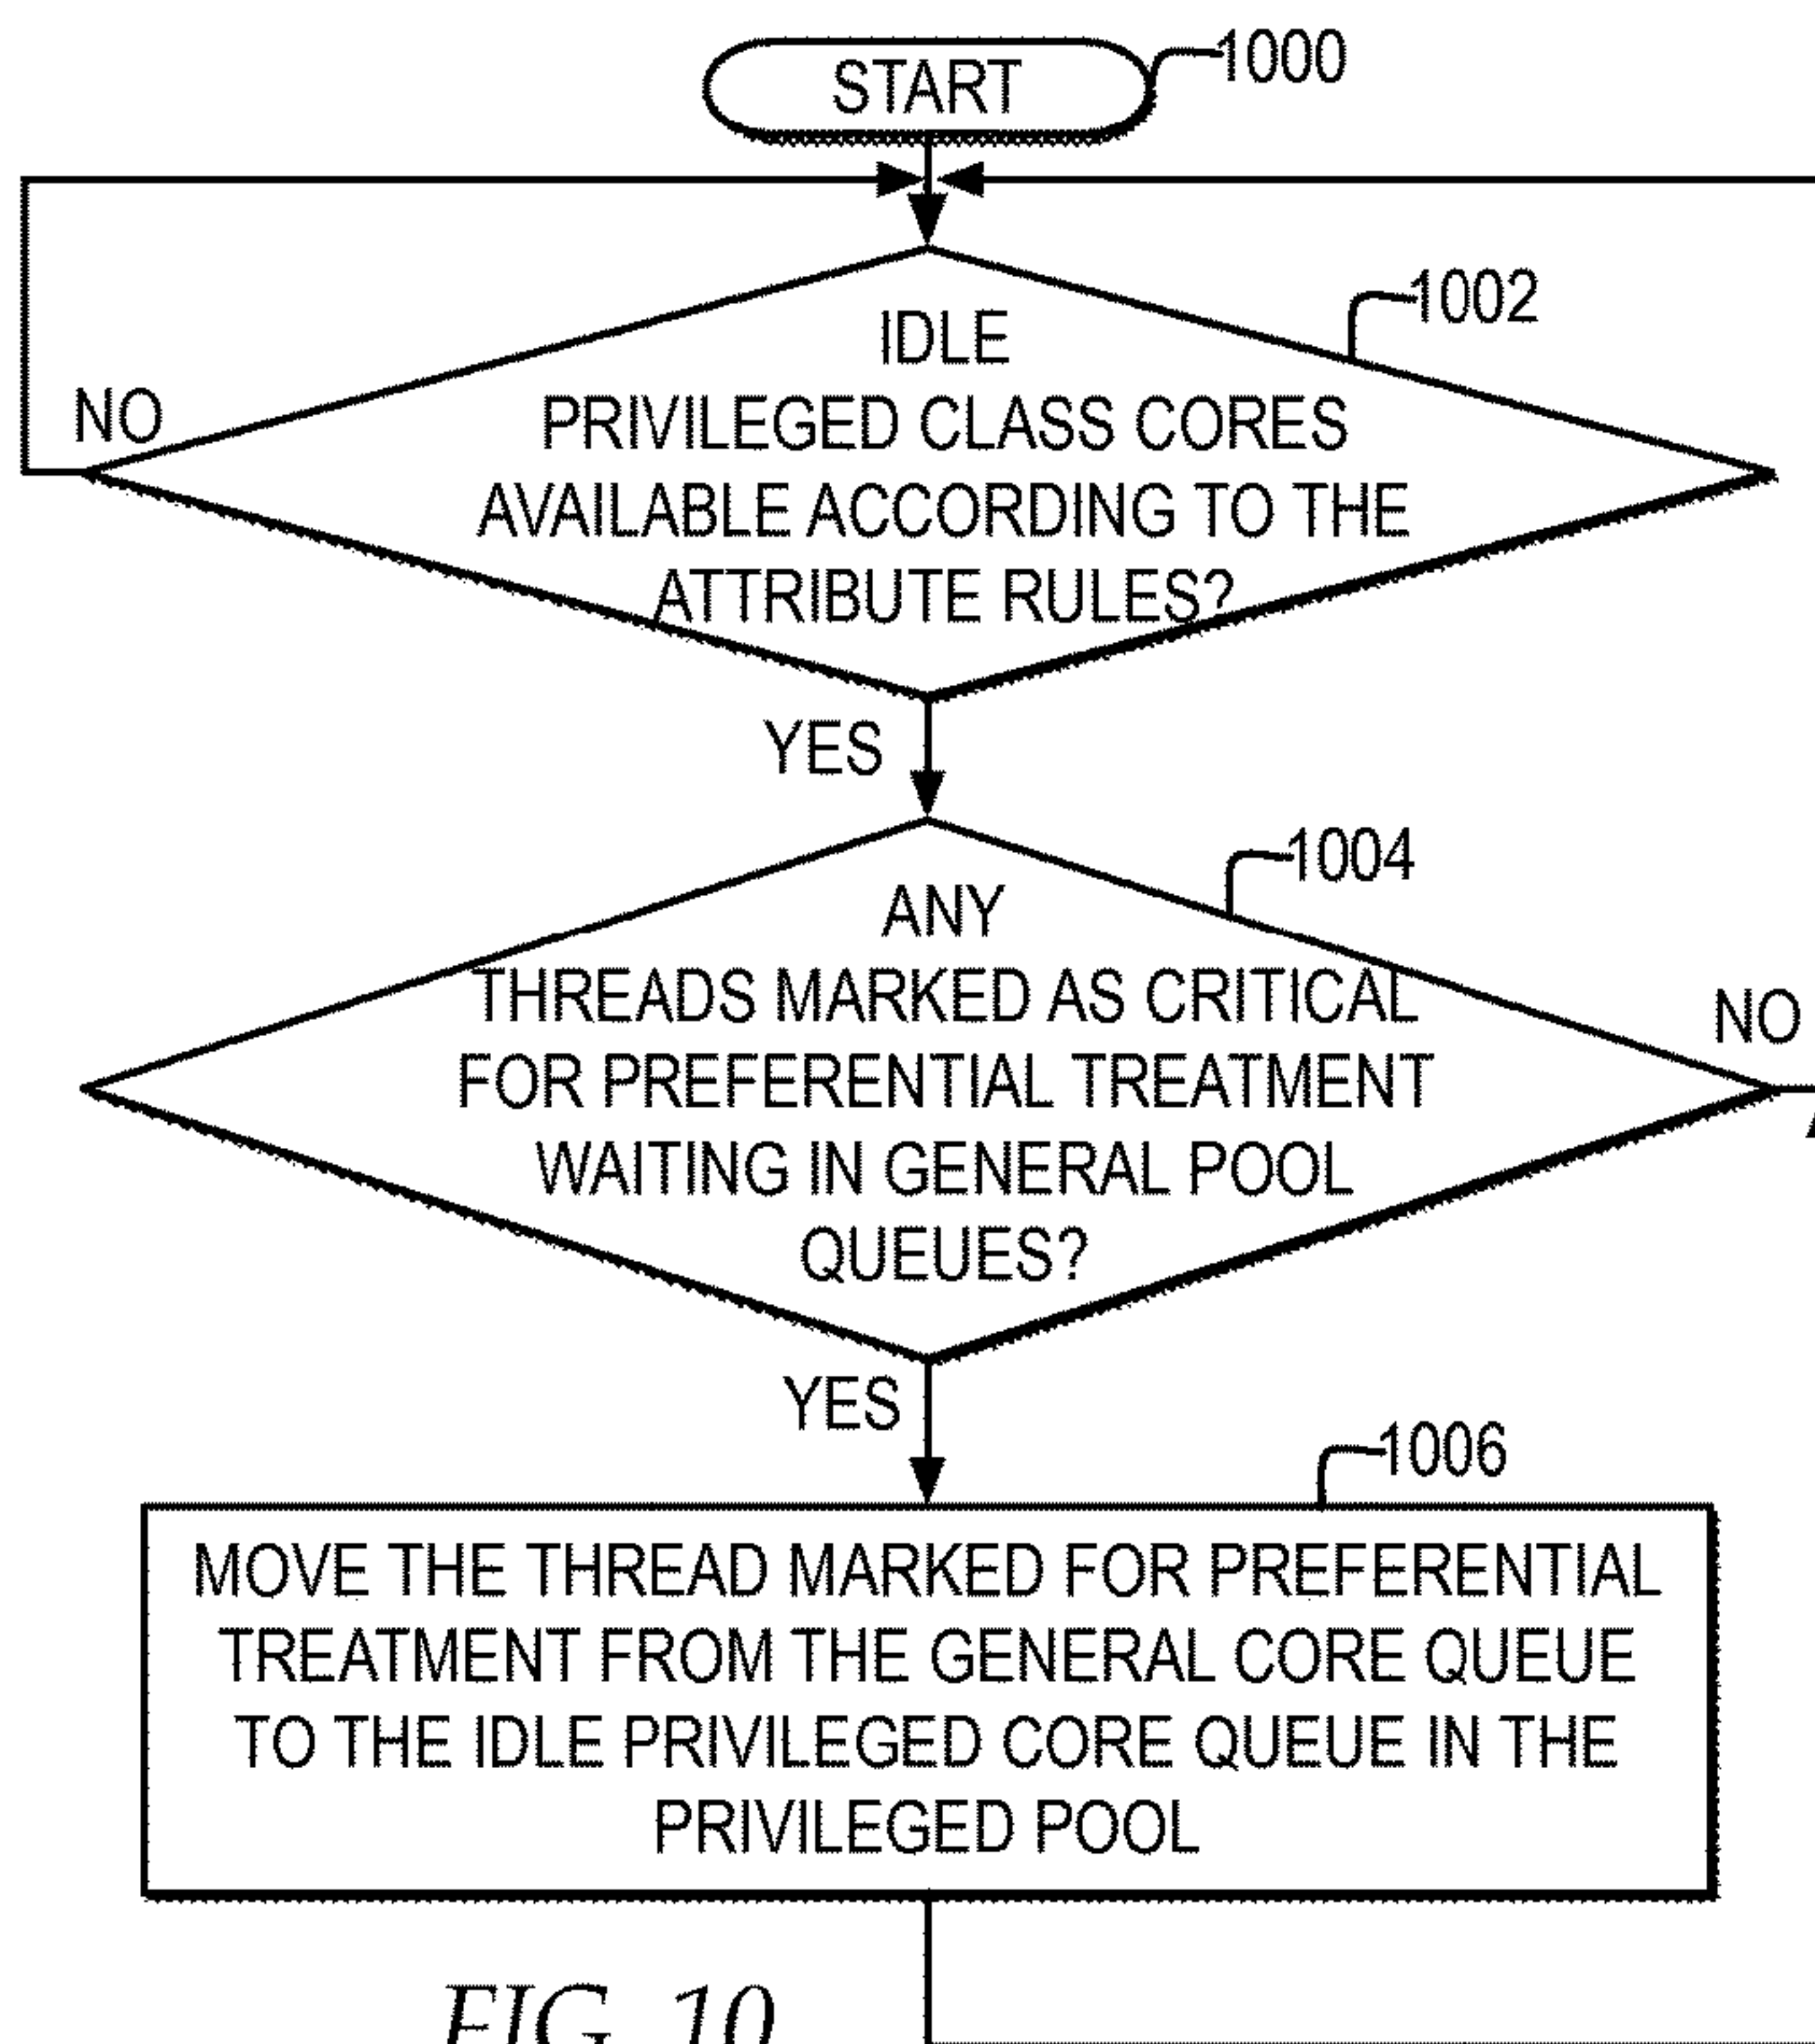 START
1000
IDLE
PRIVILEGED CLASS CORES
AVAILABLE ACCORDING TO THE
ATTRIBUTE RULES?
1002
NO
YES
ANY
THREADS MARKED AS CRITICAL
FOR PREFERENTIAL TREATMENT
WAITING IN GENERAL POOL
QUEUES?
1004
NO
YES
1006
MOVE THE THREAD MARKED FOR PREFERENTIAL
TREATMENT FROM THE GENERAL CORE QUEUE
TO THE IDLE PRIVILEGED CORE QUEUE IN THE
PRIVILEGED POOL
FIG. 10